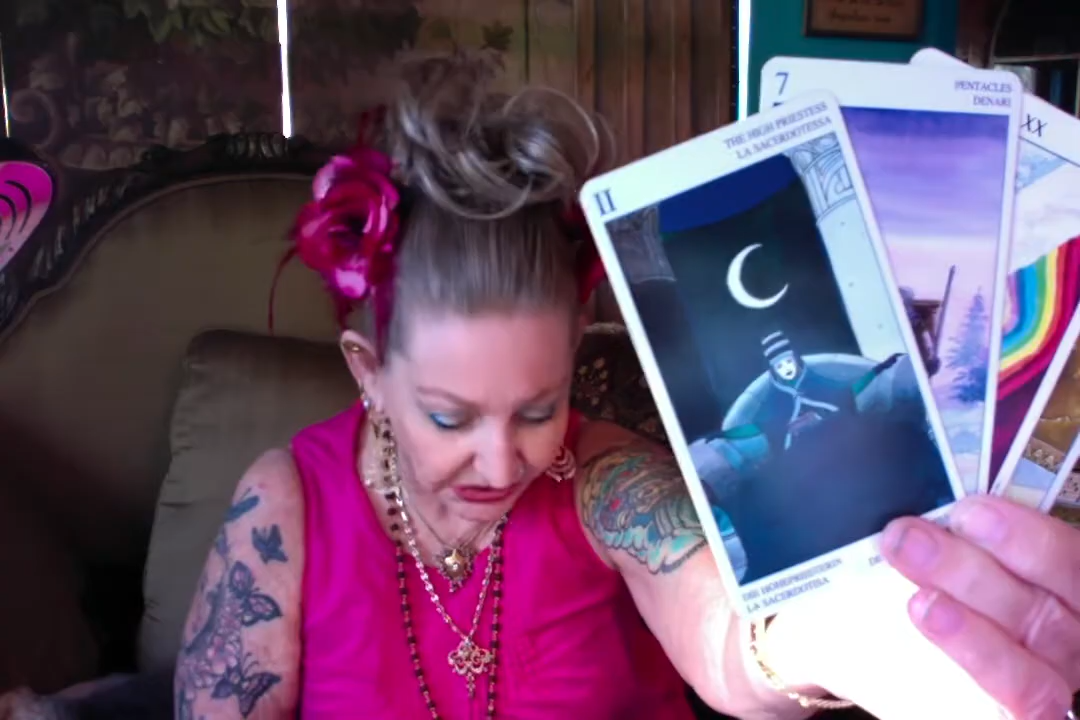 7
PENTACLES
DENARI
XX
THE HIGH PRIESTESS
LA SACERDOTESSA
II
DIE HOHEPRIESTERIN
LA SACERDOTISA